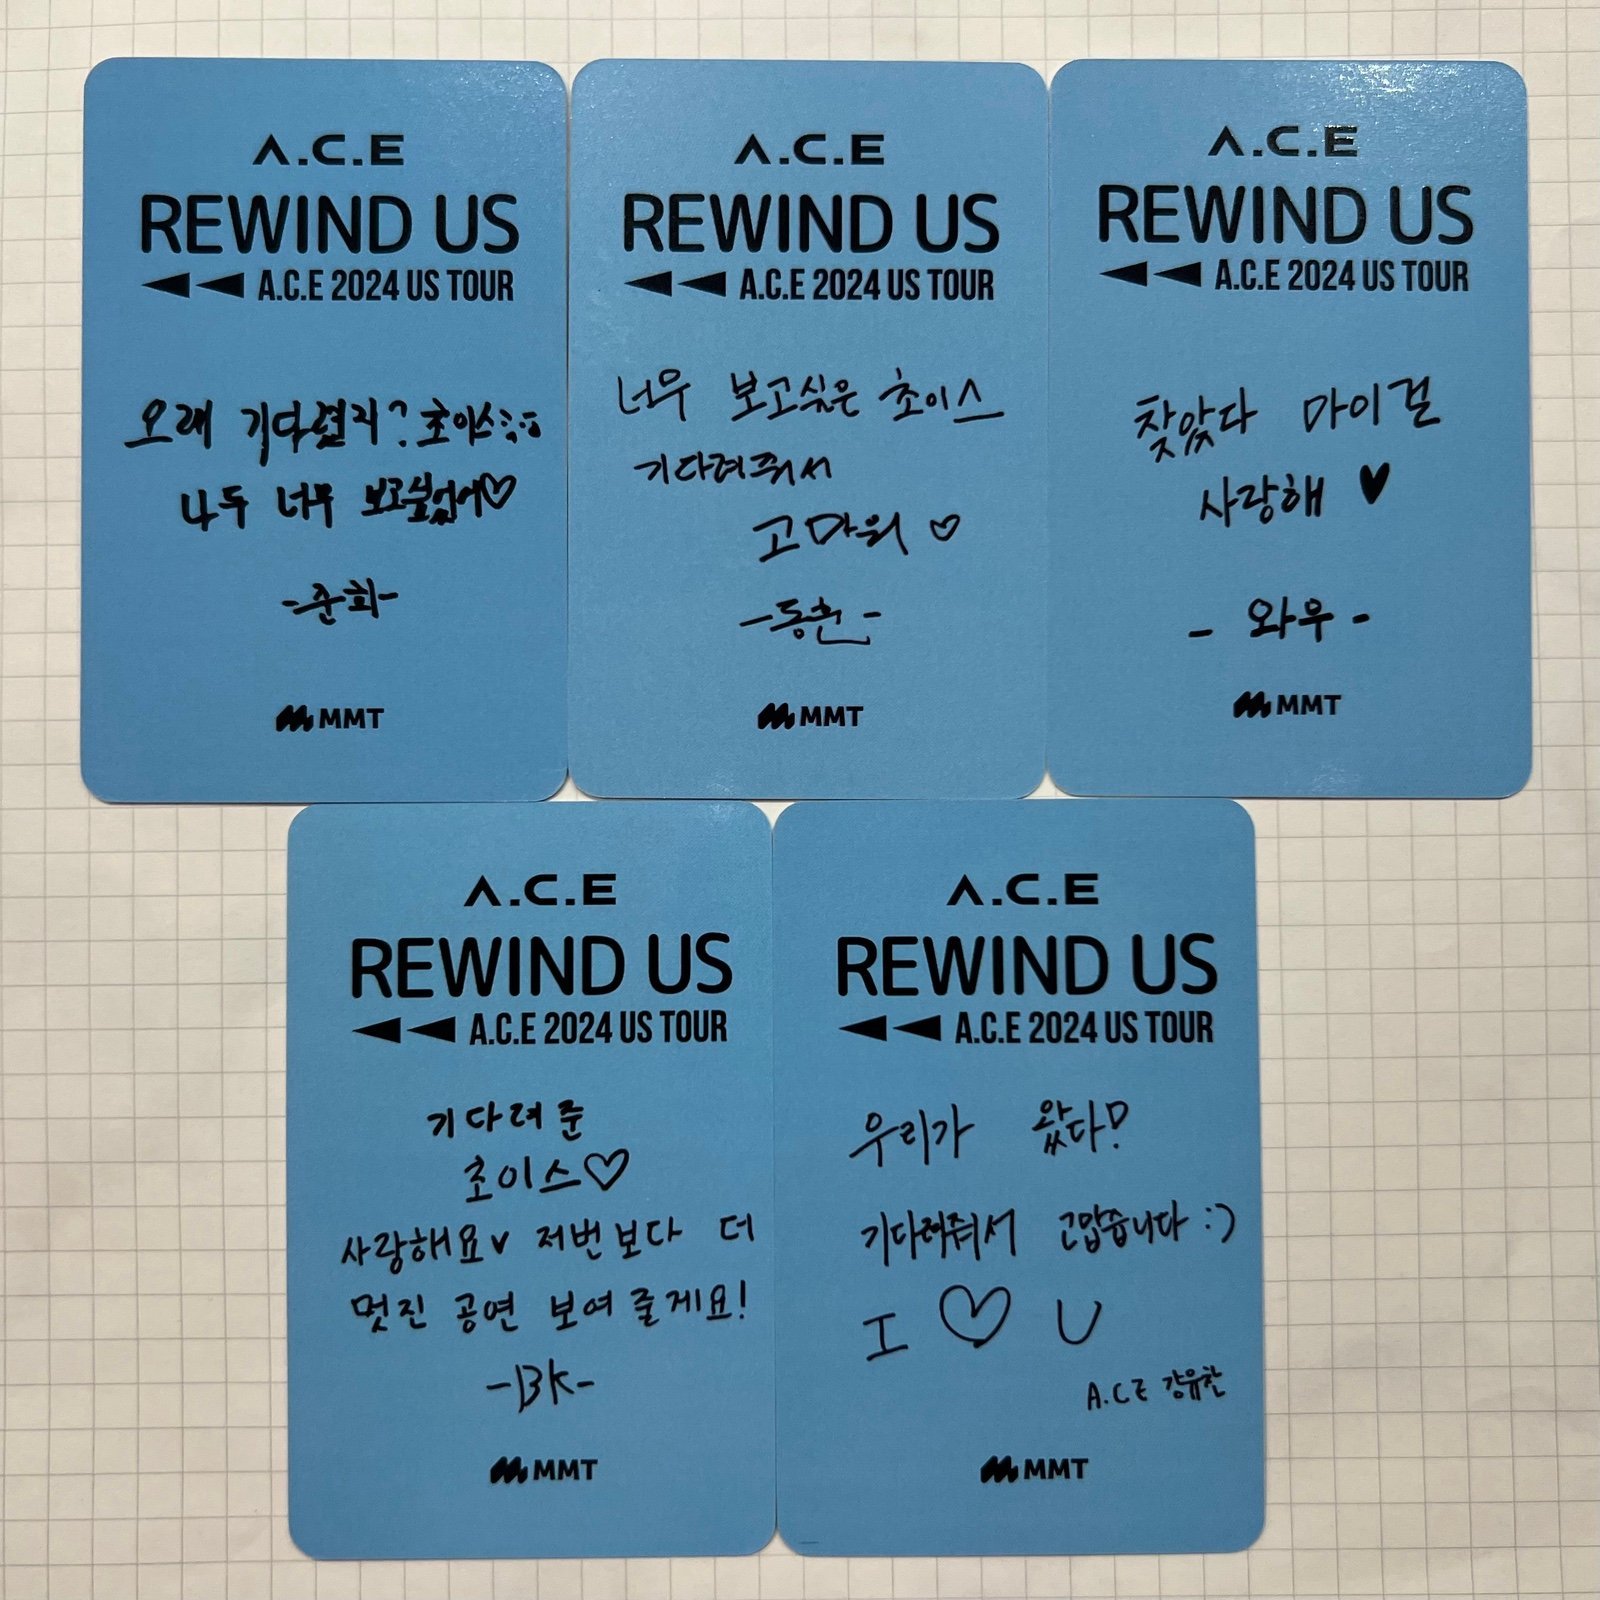 A.C.E
REWIND US
A.C.E 2024 US TOUR
오래 기다렸지? 초이스
나두 너무 보고싶었어♡
-준희-
MMT
A.C.E
REWIND US
A.C.E 2024 US TOUR
너무 보고싶은 초이스
기다려줘서
고마워 ♡
-동훈-
MMT
A.C.E
REWIND US
A.C.E 2024 US TOUR
찾았다 마이걸
사랑해 ♥
- 와우 -
MMT
A.C.E
REWIND US
A.C.E 2024 US TOUR
기다려준
초이스♡
사랑해요♥ 저번보다 더
멋진 공연 보여줄게요!
-BK-
MMT
A.C.E
REWIND US
A.C.E 2024 US TOUR
우리가 왔다!
기다려줘서 고맙습니다 :)
I ♡ U
A.C.E 강유찬
MMT